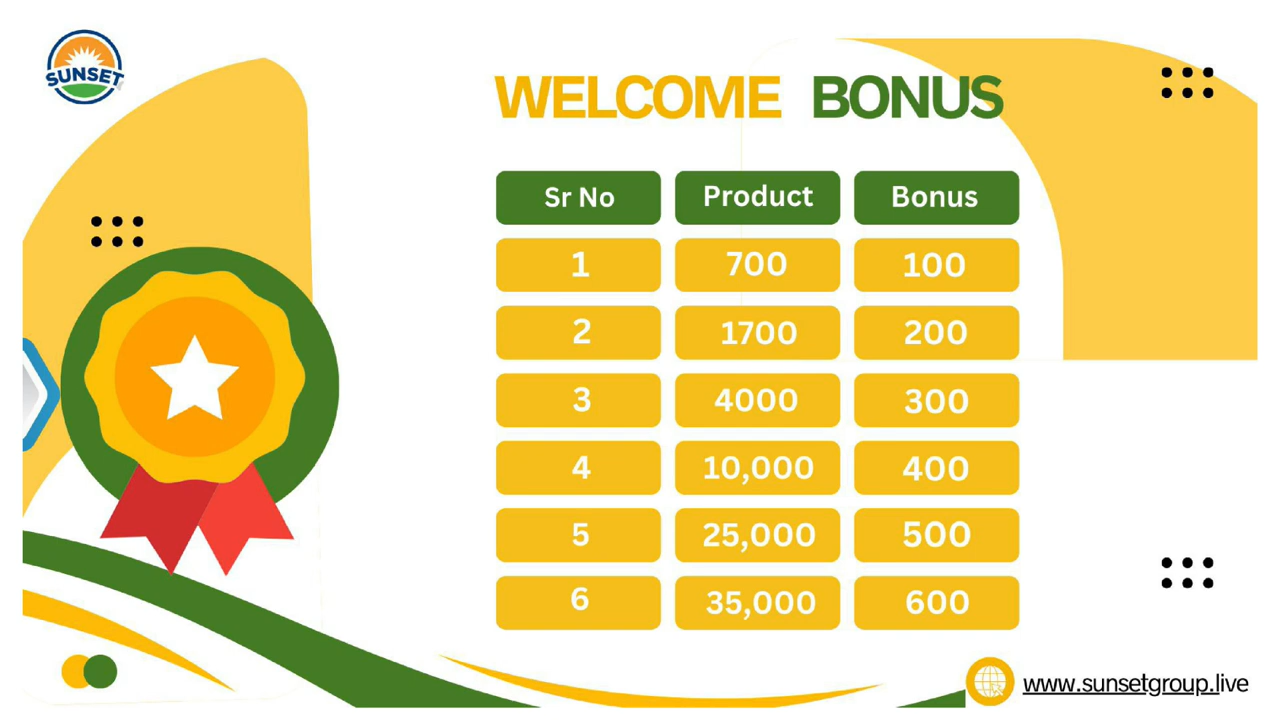 SUNSET
WELCOME BONUS
Sr No Product Bonus
1 700 100
2 1700 200
3 4000 300
4 10,000 400
5 25,000 500
6 35,000 600
www.sunsetgroup.live